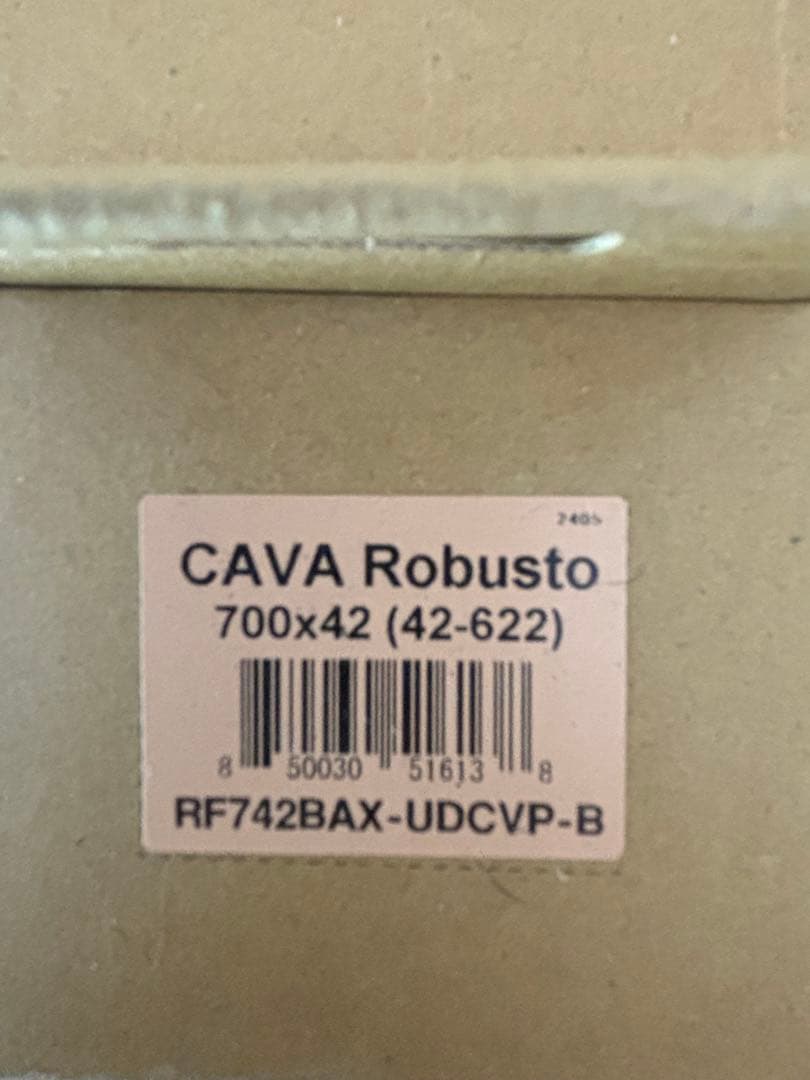 2405
CAVA Robusto
700x42 (42-622)
8 50030 51613 8
RF742BAX-UDCVP-B